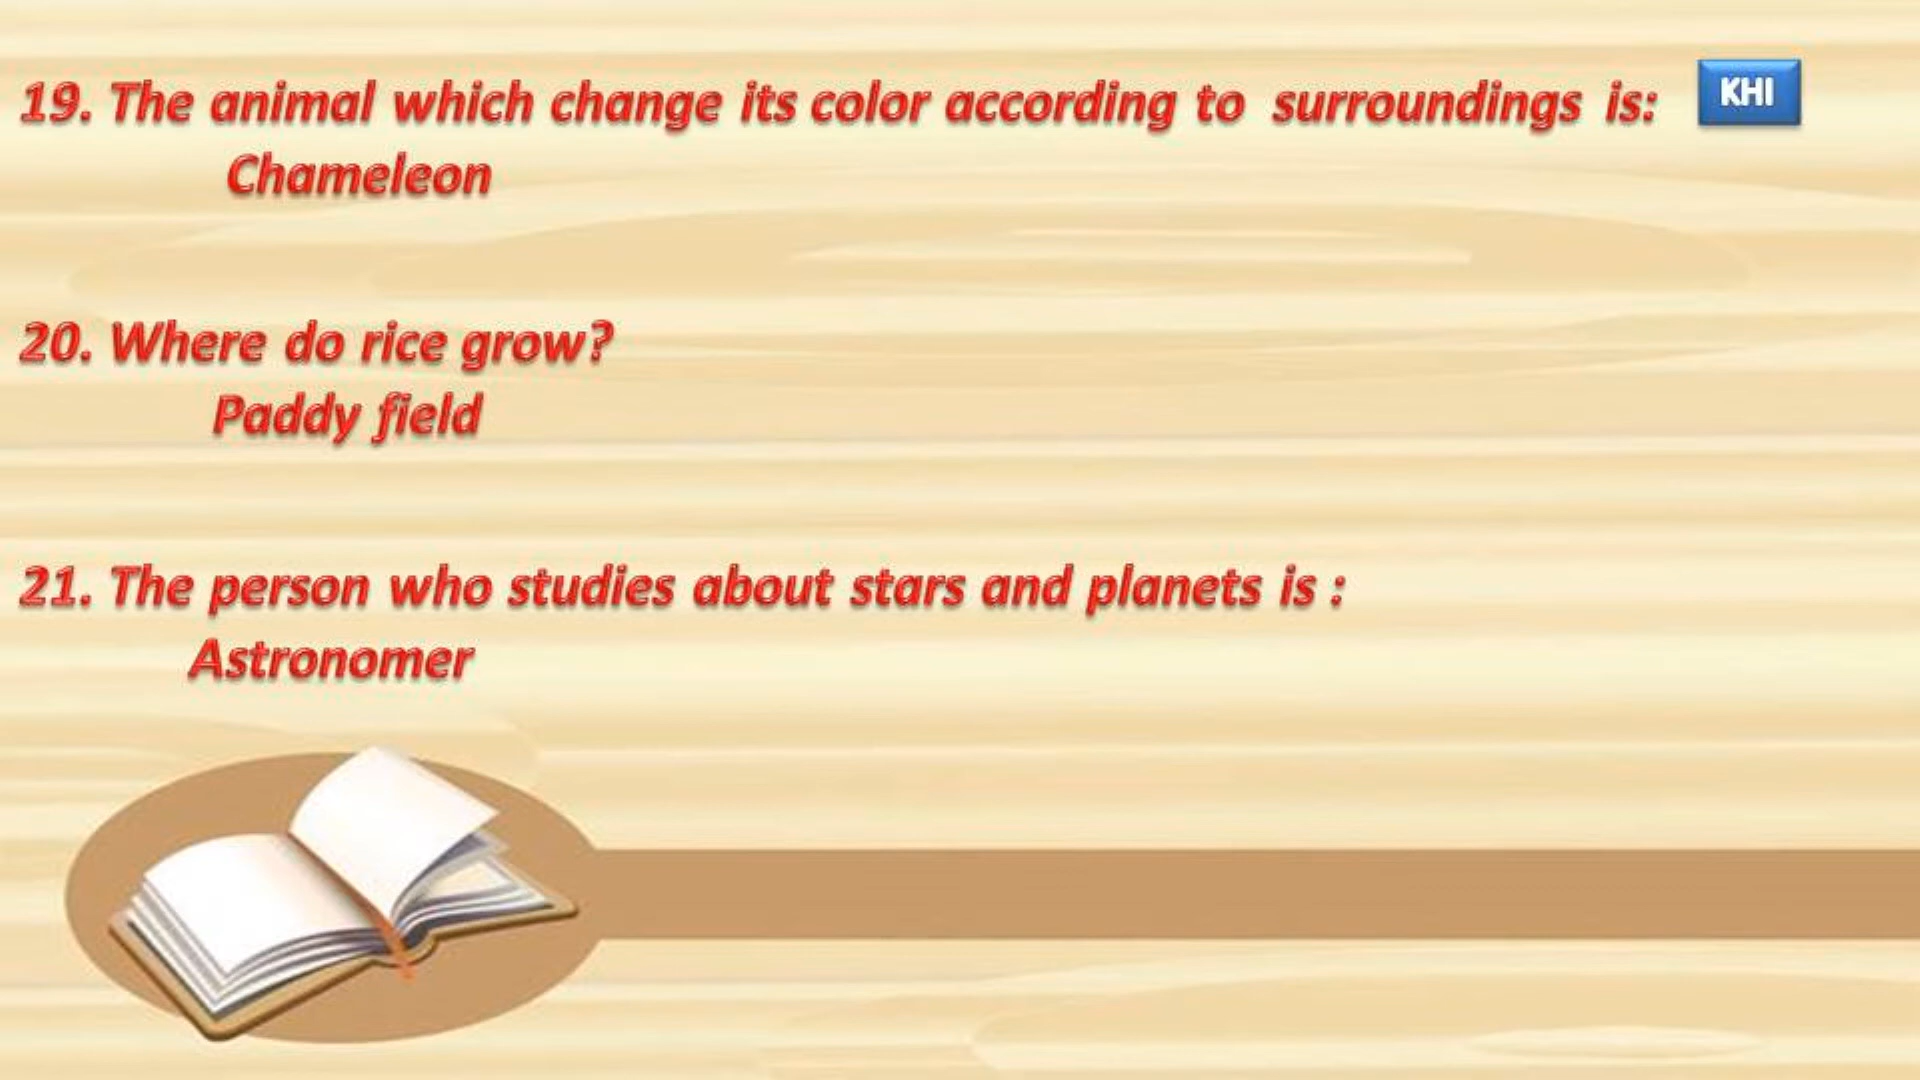 19. The animal which change its color according to surroundings is:
KHI
Chameleon
20. Where do rice grow?
Paddy field
21. The person who studies about stars and planets is :
Astronomer